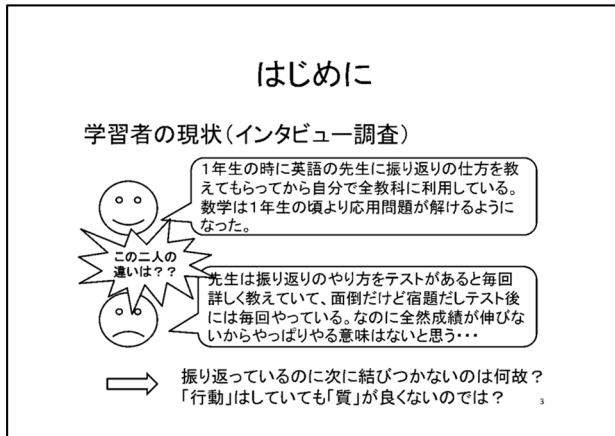 はじめに
学習者の現状(インタビュー調査)
1年生の時に英語の先生に振り返りの仕方を教
えてもらってから自分で全教科に利用している。
数学は1年生の頃より応用問題が解けるように
なった。
この二人の
違いは??
先生は振り返りのやり方をテストがあると毎回
詳しく教えていて、面倒だけど宿題だしテスト後
には毎回やっている。なのに全然成績が伸びな
いからやっぱりやる意味はないと思う・・・
振り返っているのに次に結びつかないのは何故?
「行動」はしていても「質」が良くないのでは?
3